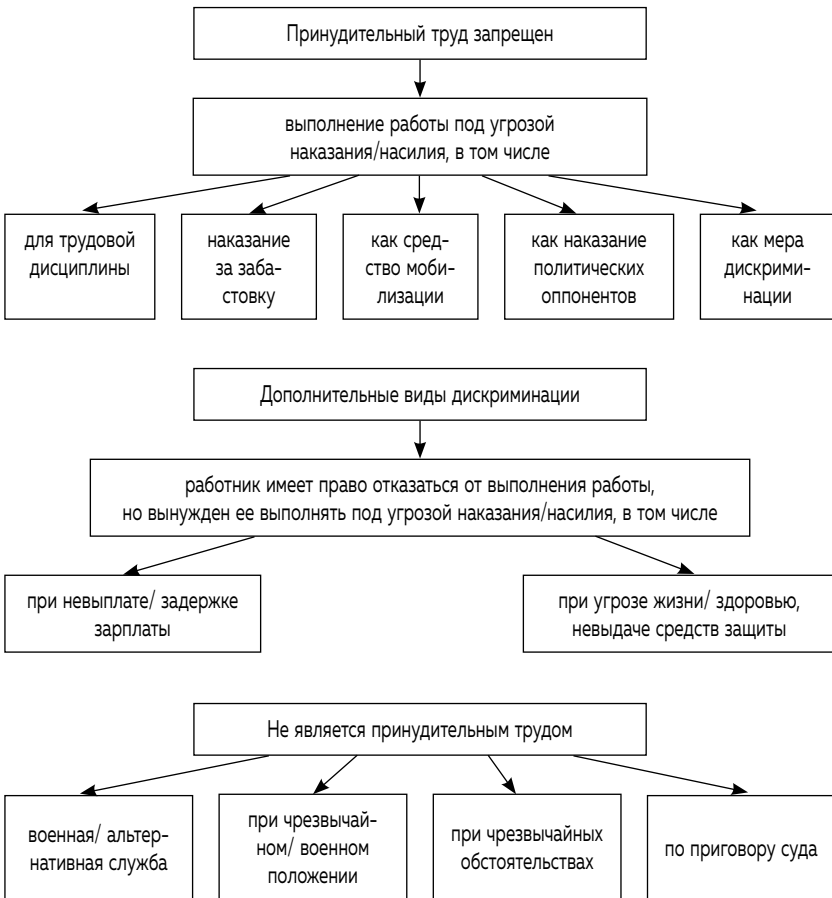 Принудительный труд запрещен
выполнение работы под угрозой
наказания/насилия, в том числе
для трудовой
дисциплины
наказание
за заба-
стовку
как сред-
ство моби-
лизации
как наказание
политических
оппонентов
как мера
дискрими-
нации
Дополнительные виды дискриминации
работник имеет право отказаться от выполнения работы,
но вынужден ее выполнять под угрозой наказания/насилия, в том числе
при невыплате/ задержке
зарплаты
при угрозе жизни/ здоровью,
невыдаче средств защиты
Не является принудительным трудом
военная/ альтер-
нативная служба
при чрезвычай-
ном/ военном
положении
при чрезвычайных
обстоятельствах
по приговору суда